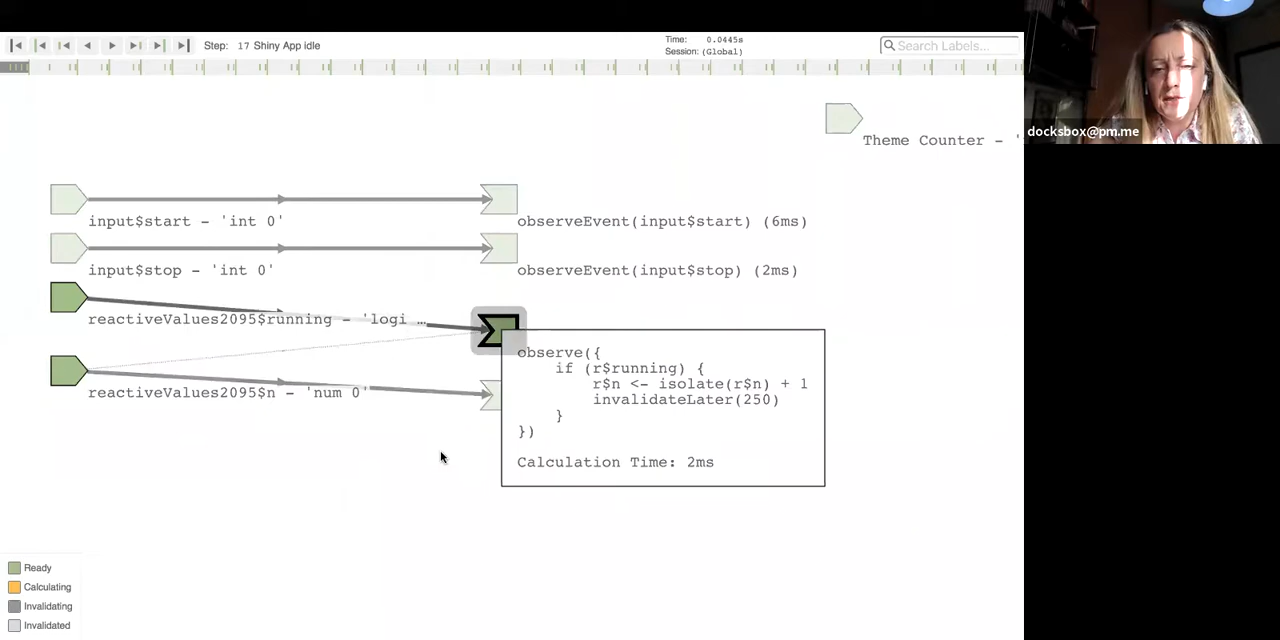 Step: 17 Shiny App idle
Time: 0.0445s
Session: (Global)
Search Labels...
docksbox@pm.me
Theme Counter - '
input$start - 'int 0'
observeEvent(input$start) (6ms)
input$stop - 'int 0'
observeEvent(input$stop) (2ms)
reactiveValues2095$running - 'logi …
reactiveValues2095$n - 'num 0'
observe({
if (r$running) {
r$n <- isolate(r$n) + 1
invalidateLater(250)
}
})
Calculation Time: 2ms
Ready
Calculating
Invalidating
Invalidated